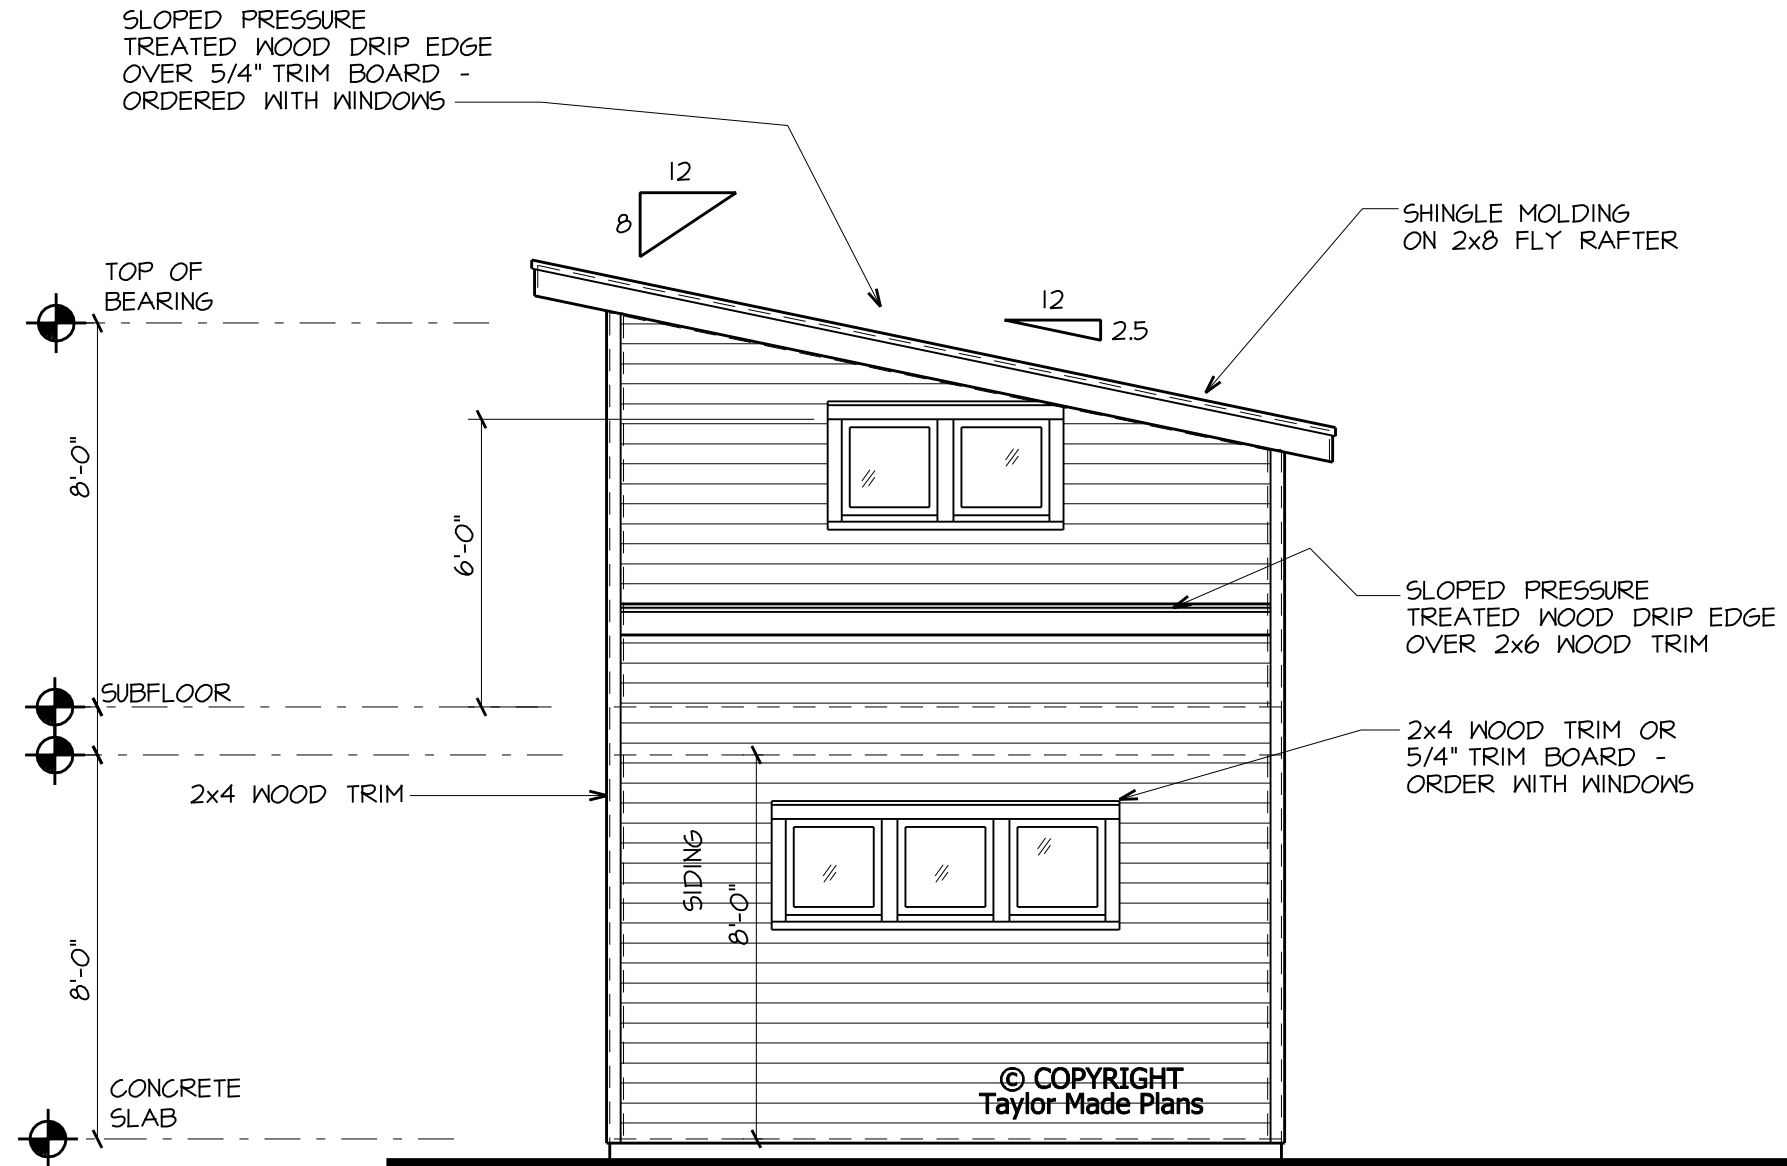 SLOPED PRESSURE
TREATED WOOD DRIP EDGE
OVER 5/4" TRIM BOARD -
ORDERED WITH WINDOWS
12
8
SHINGLE MOLDING
ON 2x8 FLY RAFTER
TOP OF
BEARING
12
2.5
8'-0"
6'-0"
SLOPED PRESSURE
TREATED WOOD DRIP EDGE
OVER 2x6 WOOD TRIM
SUBFLOOR
2x4 WOOD TRIM OR
5/4" TRIM BOARD -
ORDER WITH WINDOWS
2x4 WOOD TRIM
SIDING
8'-0"
8'-0"
© COPYRIGHT
Taylor Made Plans
CONCRETE
SLAB